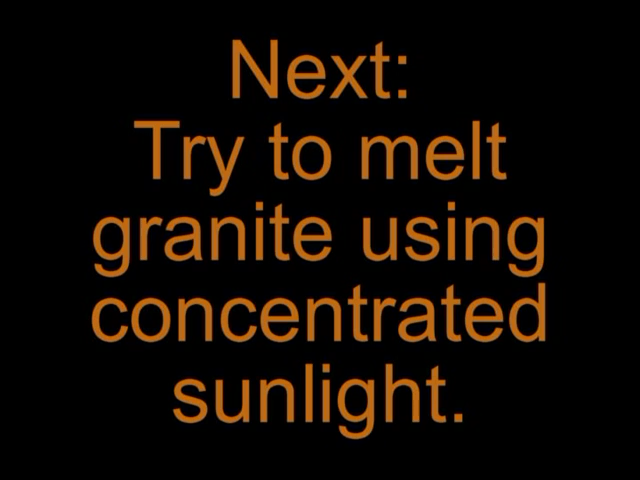 Next:
Try to melt
granite using
concentrated
sunlight.